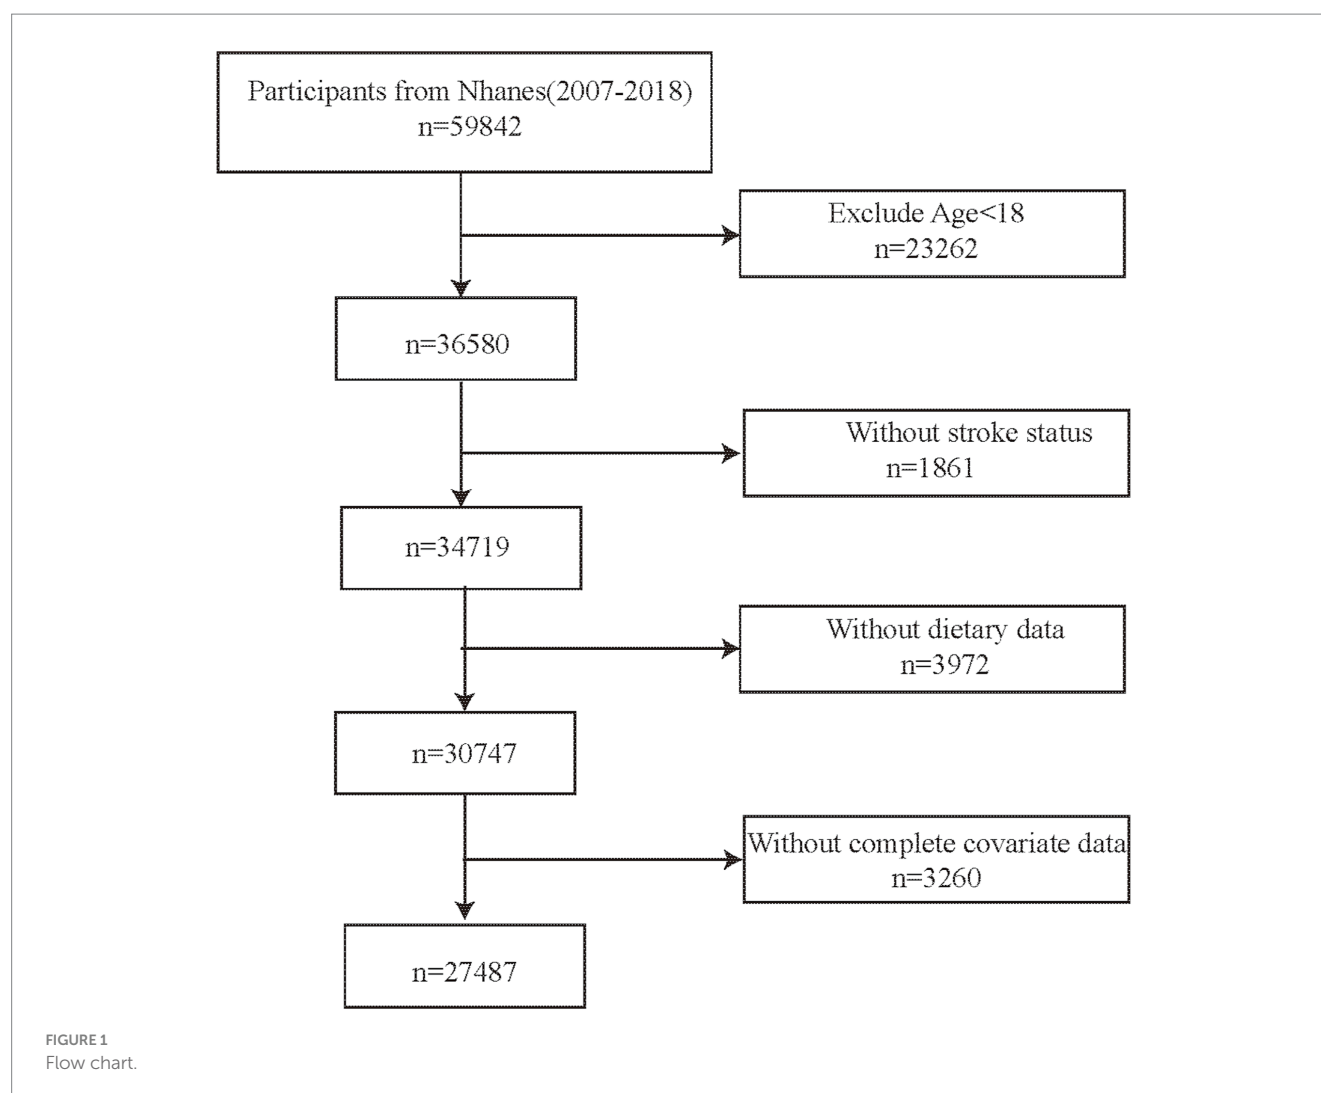 Participants from Nhanes(2007-2018)
n=59842
Exclude Age<18
n=23262
n=36580
Without stroke status
n=1861
n=34719
Without dietary data
n=3972
n=30747
Without complete covariate data
n=3260
n=27487
FIGURE 1
Flow chart.